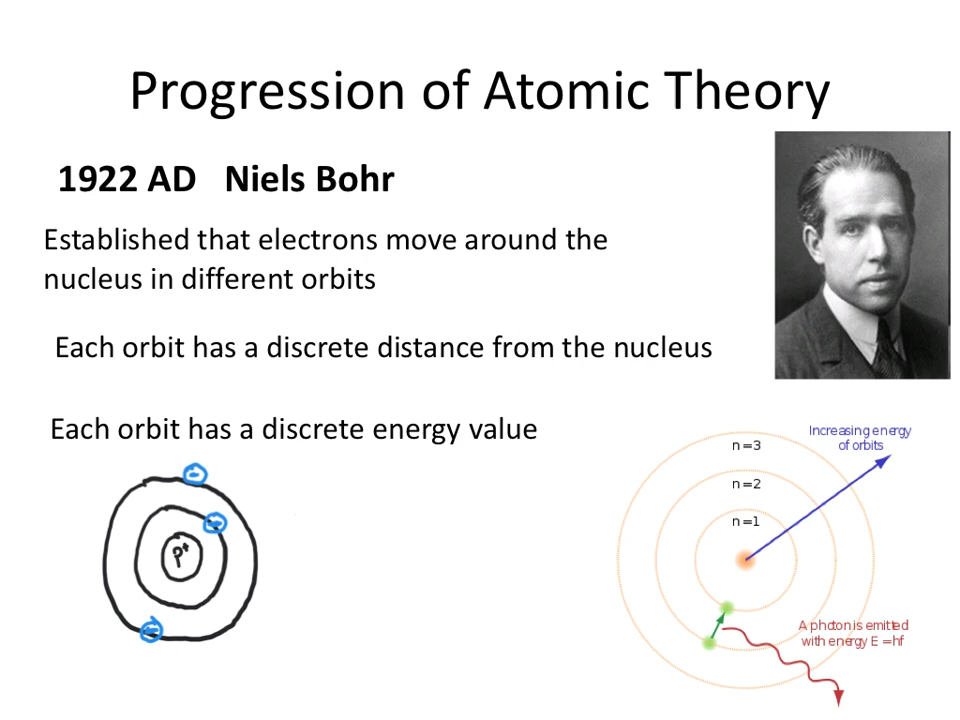 Progression of Atomic Theory
1922 AD   Niels Bohr
Established that electrons move around the
nucleus in different orbits
Each orbit has a discrete distance from the nucleus
Each orbit has a discrete energy value
-
-
P+
-
Increasing energy
of orbits
n=3
n=2
n=1
A photon is emitted
with energy E=hf